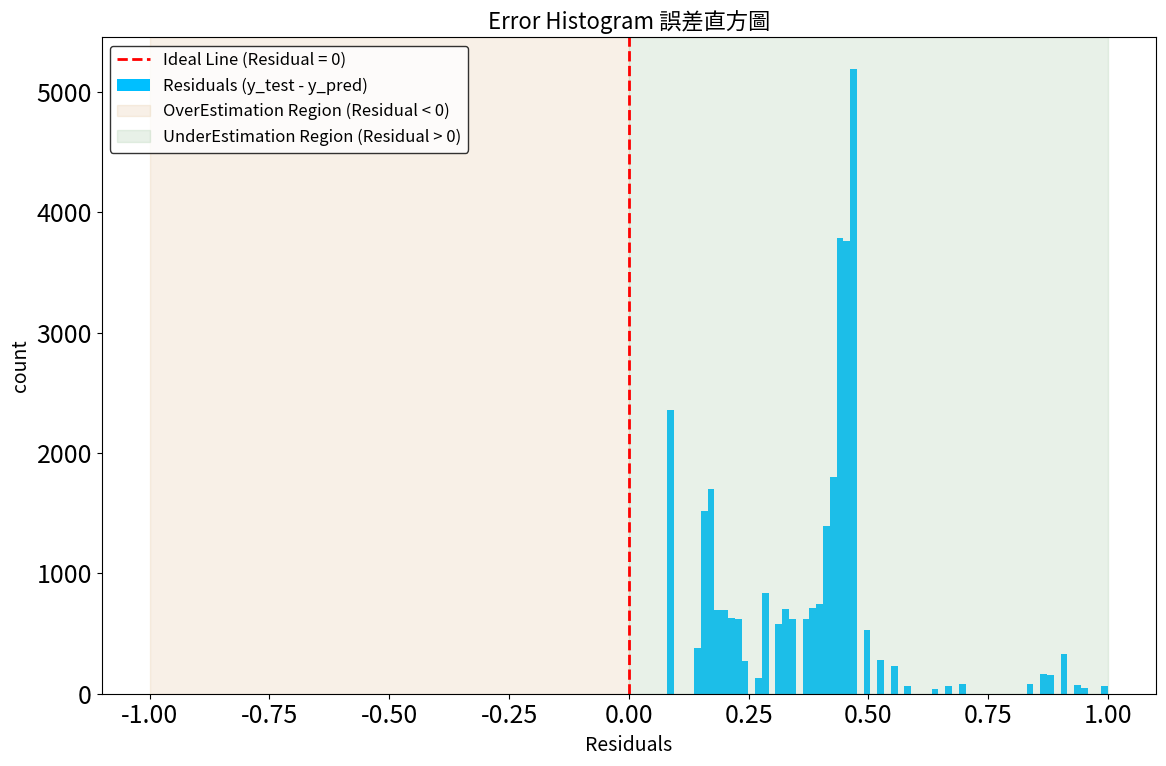 Error Histogram 誤差直方圖
Ideal Line (Residual = 0)
Residuals (y_test - y_pred)
OverEstimation Region (Residual < 0)
UnderEstimation Region (Residual > 0)
5000
4000
3000
2000
1000
0
count
-1.00 -0.75 -0.50 -0.25 0.00 0.25 0.50 0.75 1.00
Residuals